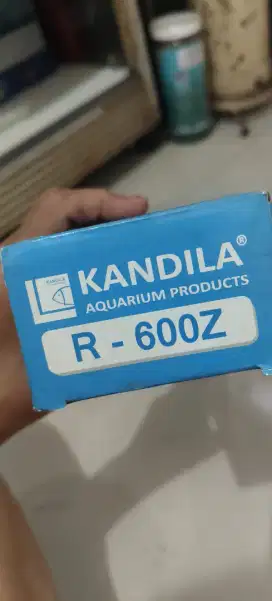 KANDILA®
AQUARIUM PRODUCTS
R - 600Z